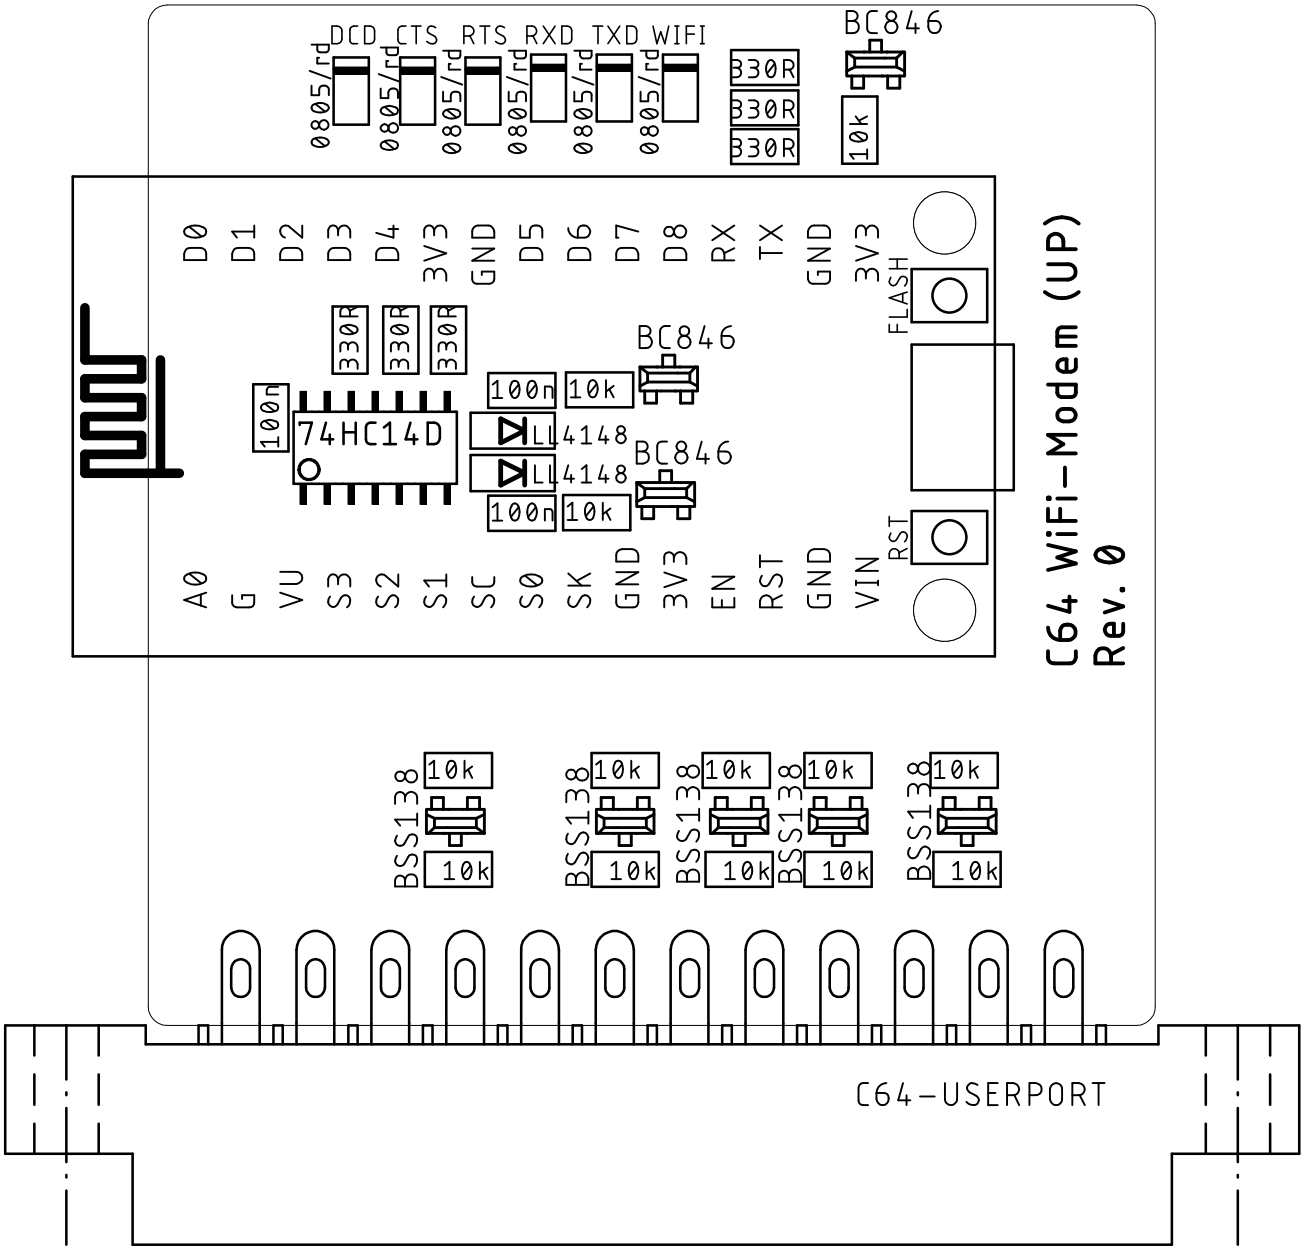 BC846
DCD CTS RTS RXD TXD WIFI
0805/rd 0805/rd 0805/rd 0805/rd 0805/rd 0805/rd
330R
330R
330R
10k
D0 D1 D2 D3 D4 3V3 GND D5 D6 D7 D8 RX TX GND 3V3
FLASH
330R 330R 330R
BC846
100n
100n 10k
74HC14D
LL4148
BC846
LL4148
100n 10k
RST
A0 G VU S3 S2 S1 SC S0 SK GND 3V3 EN RST GND VIN
C64 WiFi-Modem (UP)
Rev. 0
10k 10k 10k 10k 10k
BSS138 BSS138 BSS138 BSS138 BSS138
10k 10k 10k 10k 10k
C64-USERPORT